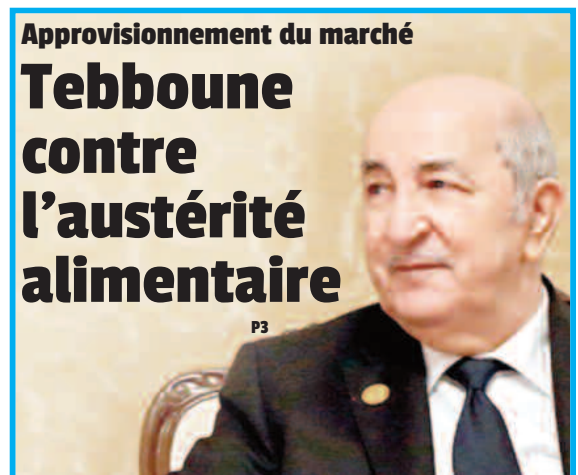 Approvisionnement du marché
Tebboune
contre
l'austérité
alimentaire
P3